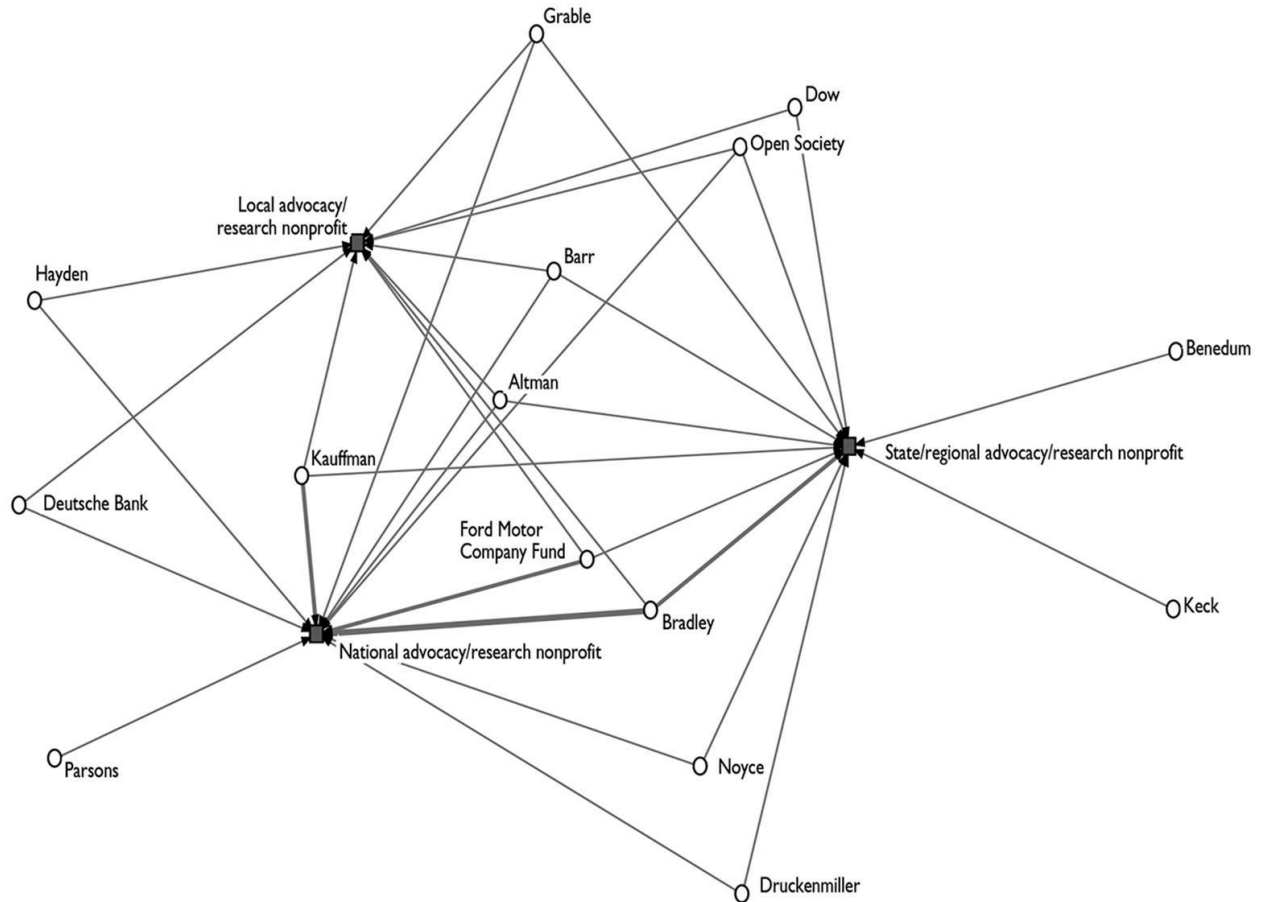 Grable
Dow
Open Society
Local advocacy/
research nonprofit
Barr
Hayden
Benedum
Altman
Kauffman
State/regional advocacy/research nonprofit
Deutsche Bank
Ford Motor
Company Fund
Keck
Bradley
National advocacy/research nonprofit
Parsons
Noyce
Druckenmiller